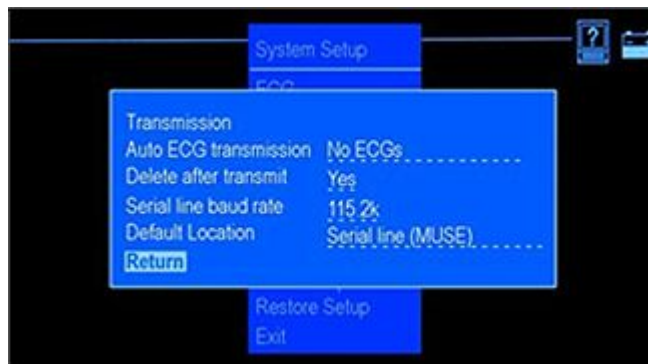 System Setup
ECG
Transmission
Auto ECG transmission No ECGs
Delete after transmit Yes
Serial line baud rate 115.2k
Default Location Serial line (MUSE)
Return
Restore Setup
Exit
?